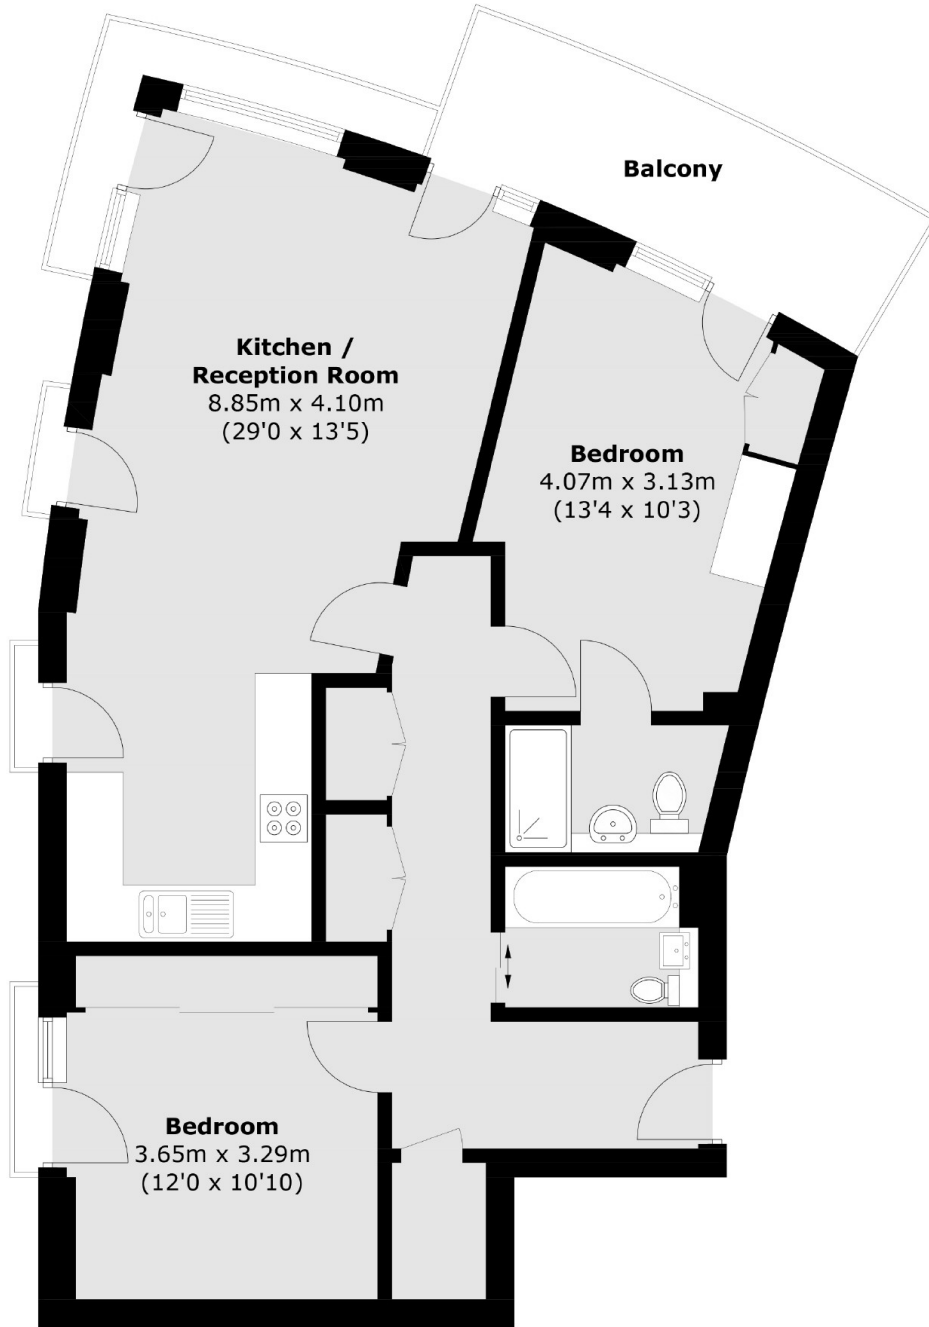 Balcony
Kitchen /
Reception Room
8.85m x 4.10m
(29'0 x 13'5)
Bedroom
4.07m x 3.13m
(13'4 x 10'3)
Bedroom
3.65m x 3.29m
(12'0 x 10'10)